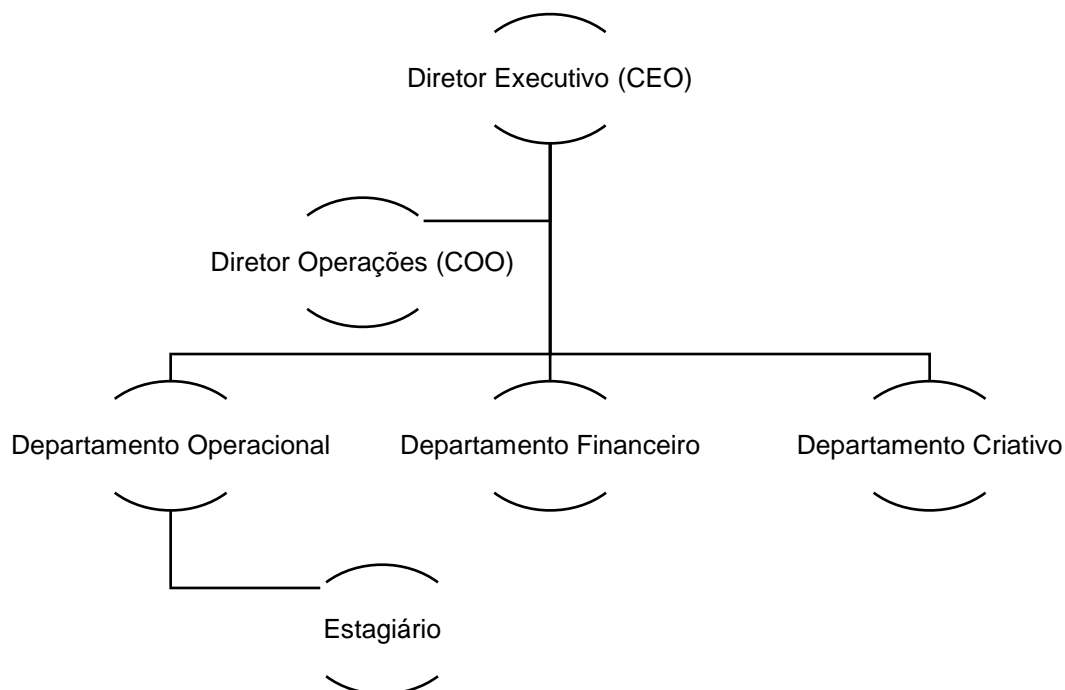 Diretor Executivo (CEO)
Diretor Operações (COO)
Departamento Operacional
Departamento Financeiro
Departamento Criativo
Estagiário